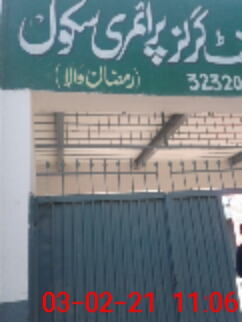 گرلز پرائمری سکول
(رمضان والا) 32320
03-02-21 11:06